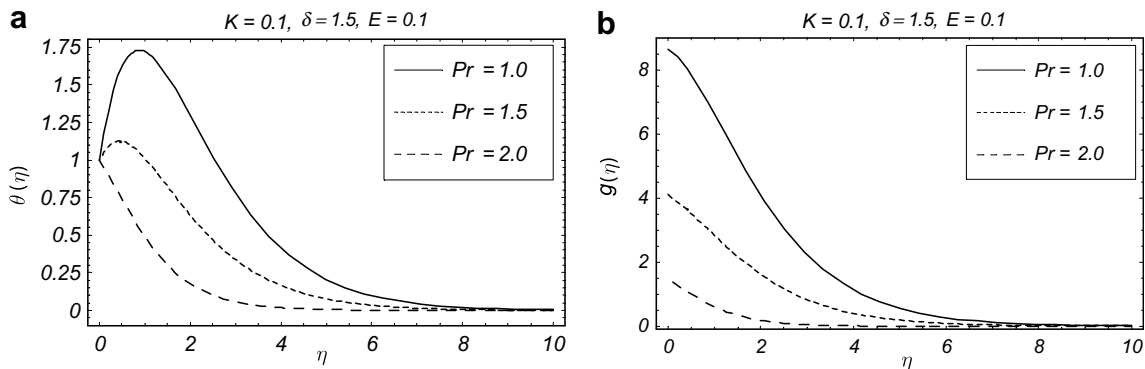 a
K = 0.1, δ = 1.5, E = 0.1
1.75
1.5
1.25
1
0.75
0.5
0.25
0
θ(η)
Pr = 1.0
Pr = 1.5
Pr = 2.0
0 2 4 6 8 10
η
b
K = 0.1, δ = 1.5, E = 0.1
8
6
4
2
0
g(η)
Pr = 1.0
Pr = 1.5
Pr = 2.0
0 2 4 6 8 10
η